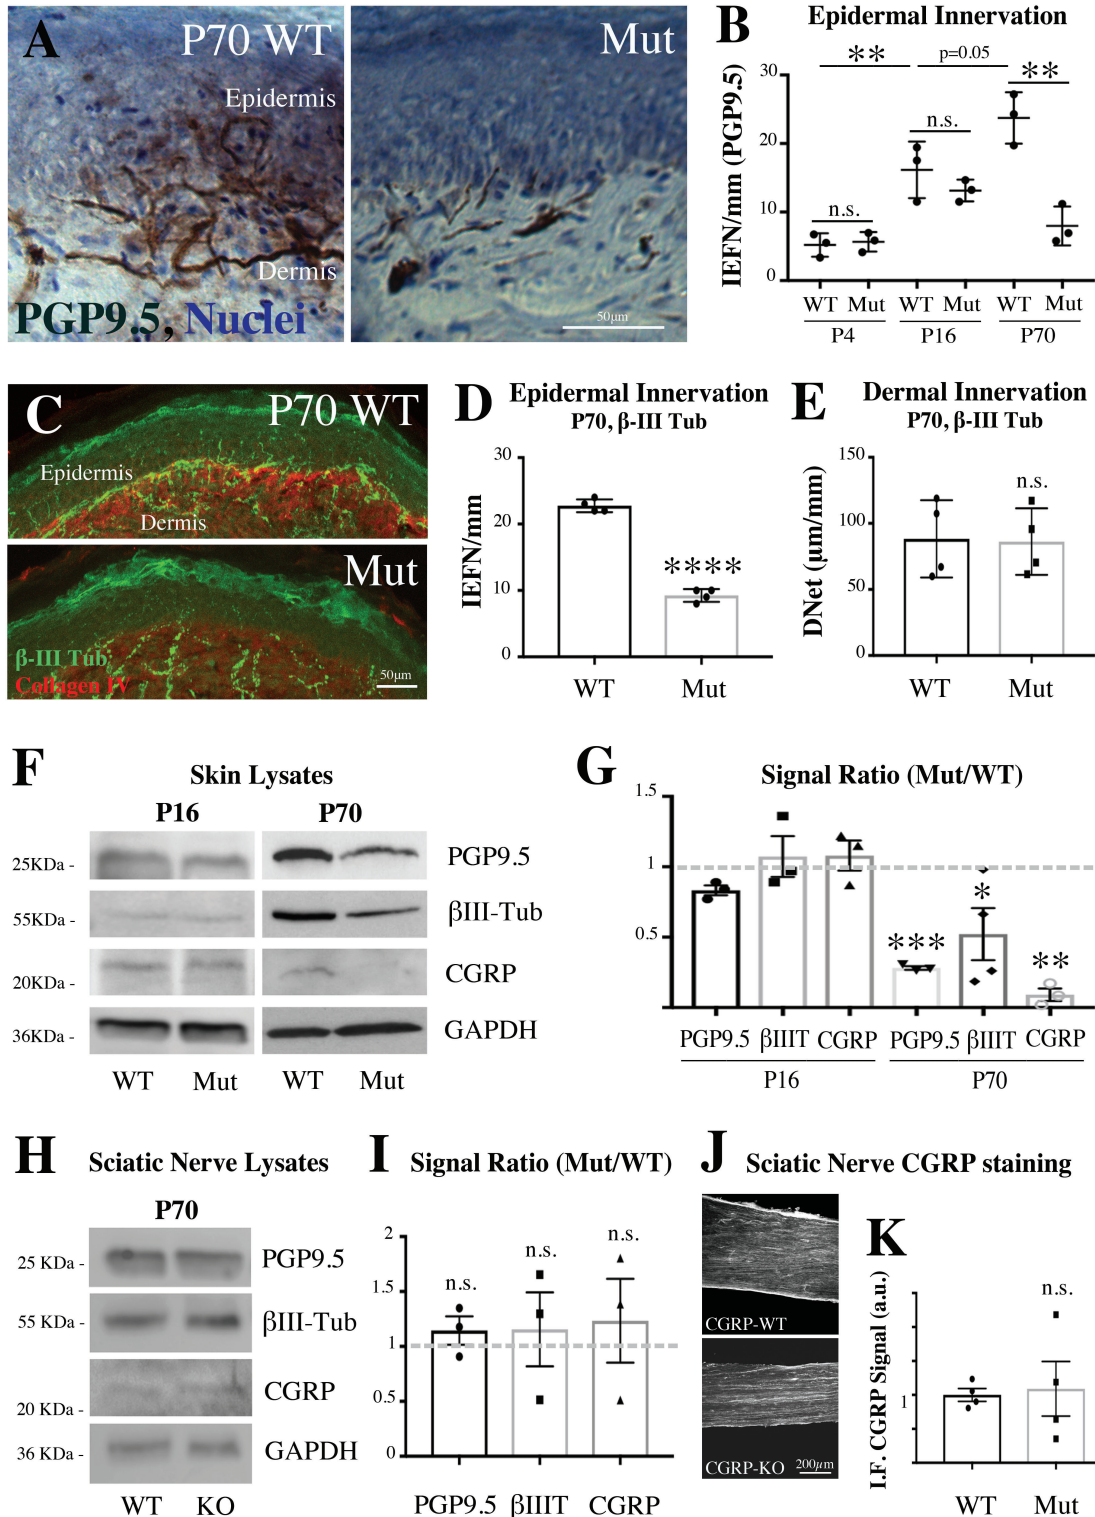 A
P70 WT
Epidermis
Dermis
PGP9.5, Nuclei
Mut
50μm
B
Epidermal Innervation
IEFN/mm (PGP9.5)
30
20
10
0
**
p=0.05
**
n.s.
n.s.
WT Mut WT Mut WT Mut
P4 P16 P70
C
P70 WT
Epidermis
Dermis
Mut
β-III Tub
Collagen IV
50μm
D
Epidermal Innervation
P70, β-III Tub
IEFN/mm
30
20
10
0
****
WT Mut
E
Dermal Innervation
P70, β-III Tub
DNet (μm/mm)
150
100
50
0
n.s.
WT Mut
F
Skin Lysates
P16 P70
25KDa - PGP9.5
55KDa - βIII-Tub
20KDa - CGRP
36KDa - GAPDH
WT Mut WT Mut
G
Signal Ratio (Mut/WT)
1.5
1
0.5
***
*
**
PGP9.5 βIIIT CGRP PGP9.5 βIIIT CGRP
P16 P70
H
Sciatic Nerve Lysates
P70
25 KDa - PGP9.5
55 KDa - βIII-Tub
20 KDa - CGRP
36 KDa - GAPDH
WT KO
I
Signal Ratio (Mut/WT)
2
1.5
1
0.5
0
n.s.
n.s.
n.s.
PGP9.5 βIIIT CGRP
J
Sciatic Nerve CGRP staining
CGRP-WT
CGRP-KO
200μm
K
I.F. CGRP Signal (a.u.)
1
n.s.
WT Mut